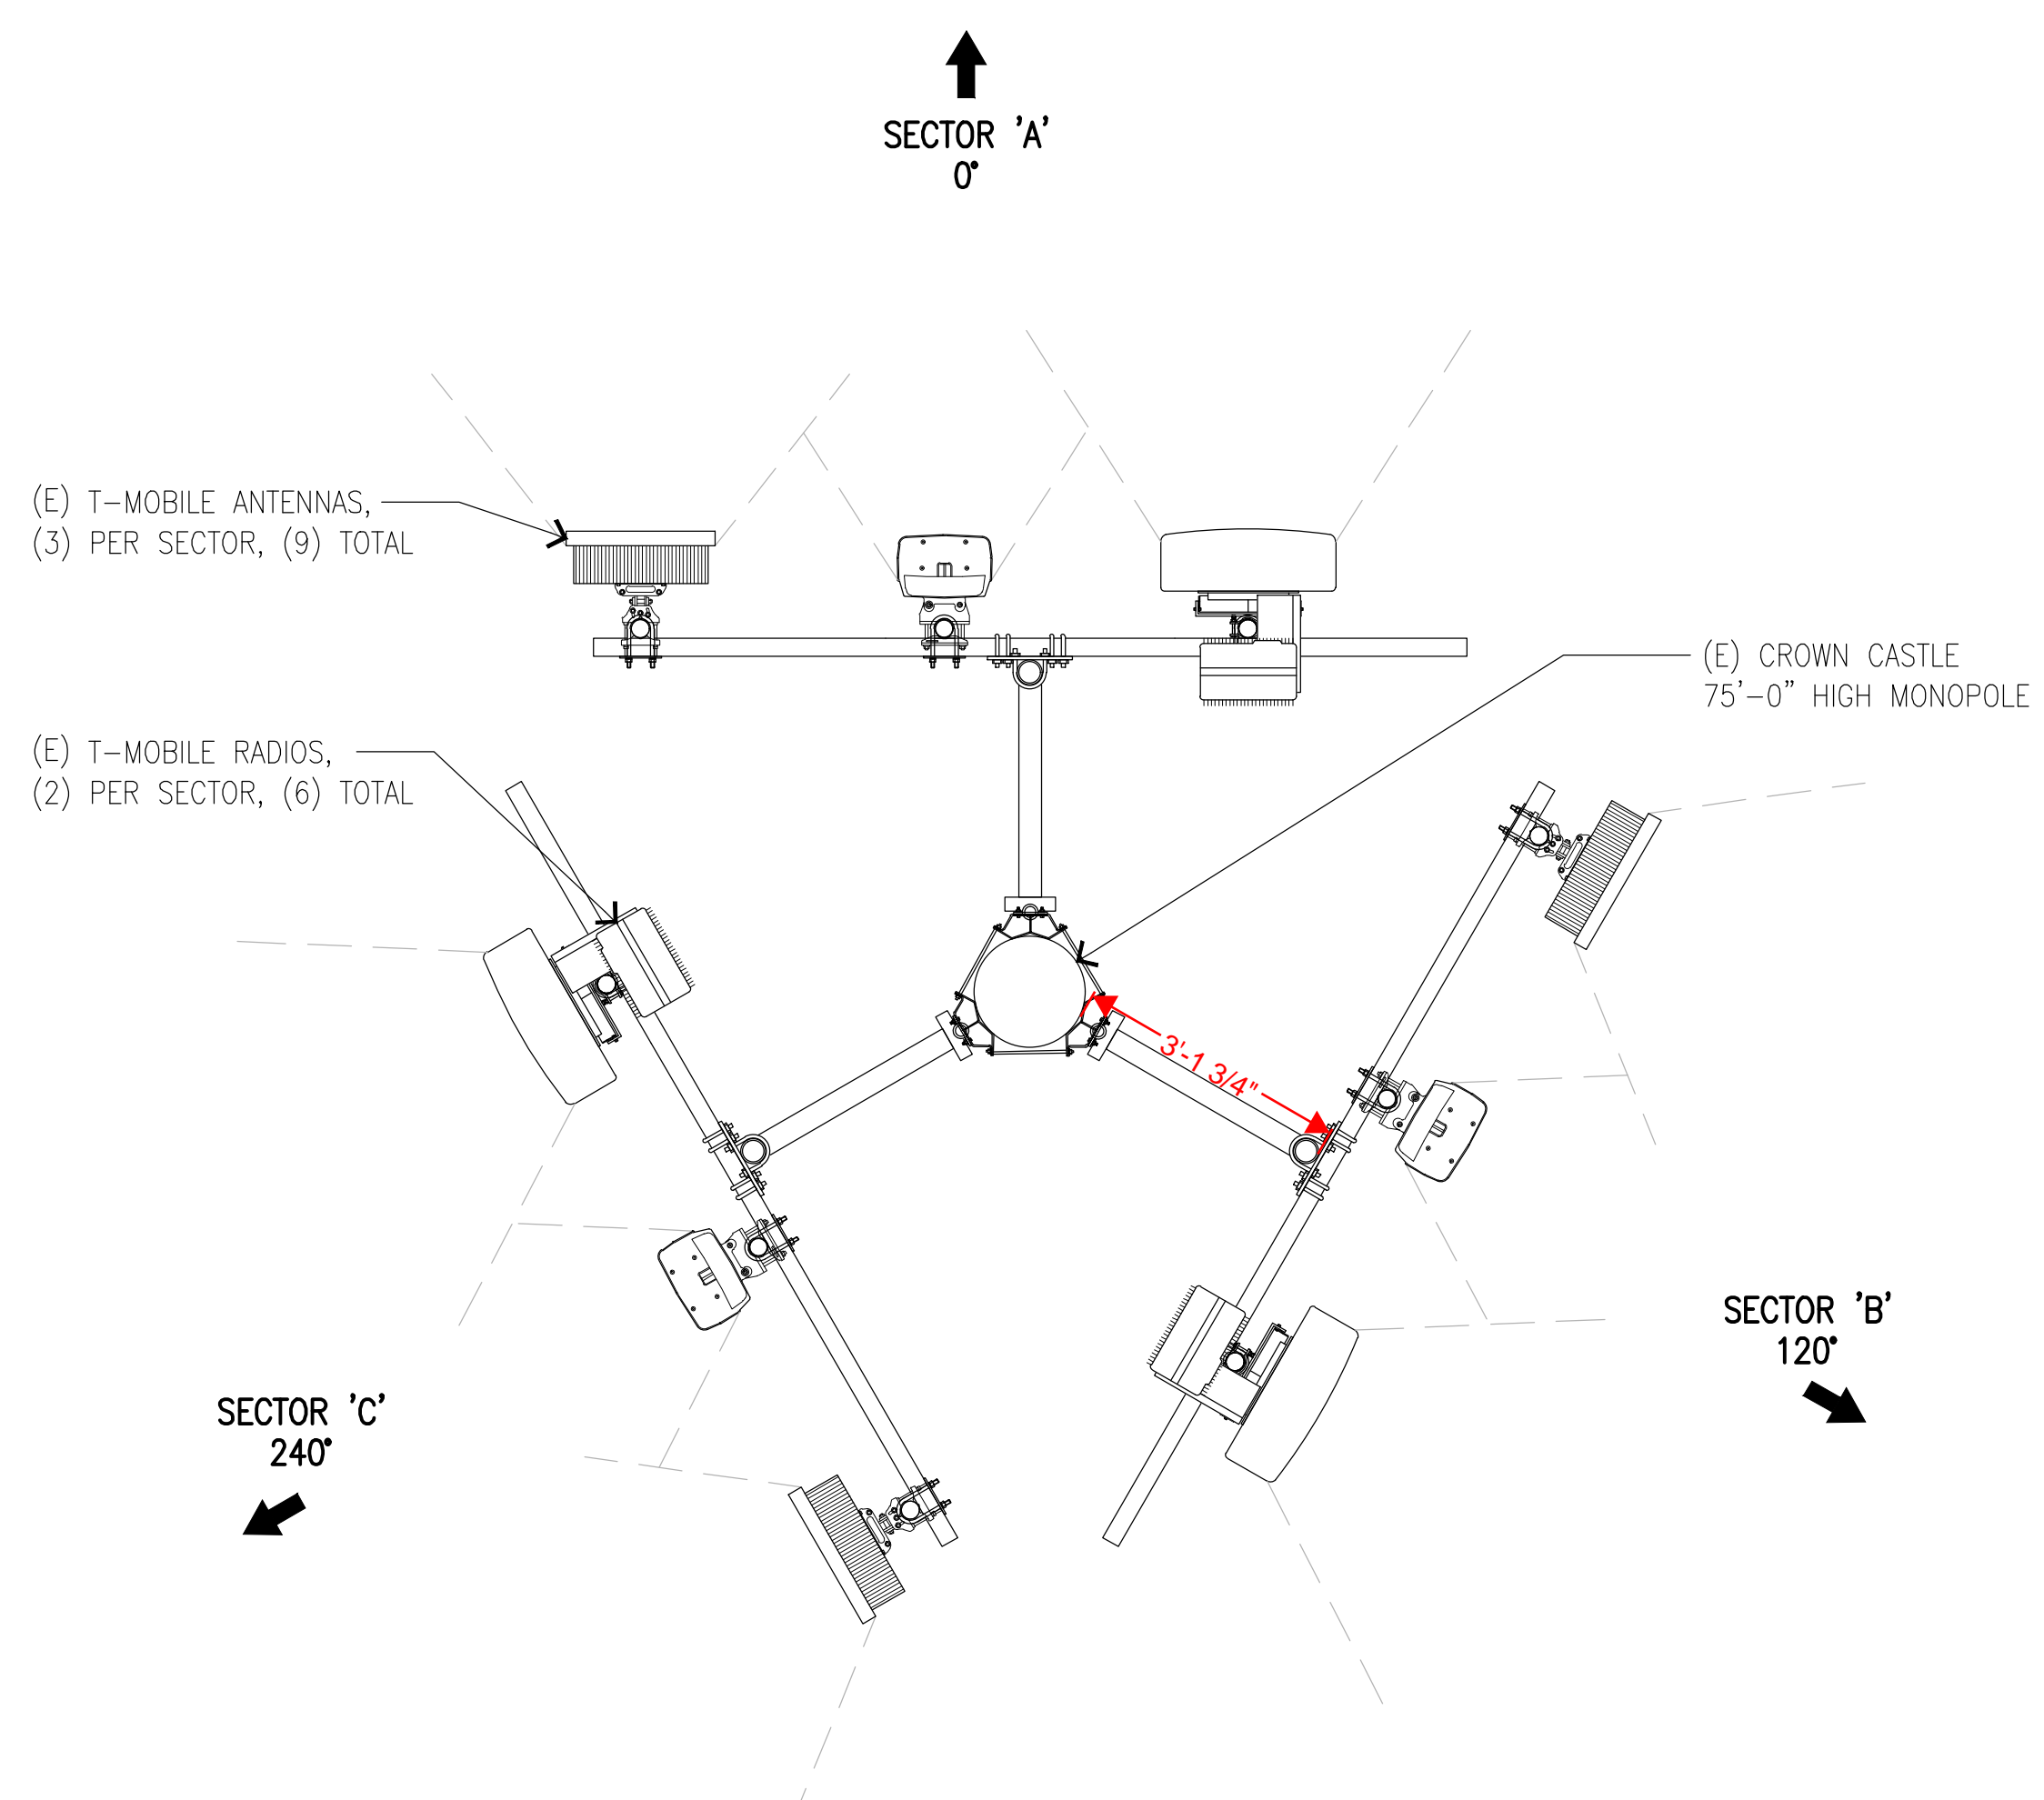 SECTOR 'A'
0°
(E) T-MOBILE ANTENNAS,
(3) PER SECTOR, (9) TOTAL
(E) CROWN CASTLE
75'-0" HIGH MONOPOLE
(E) T-MOBILE RADIOS,
(2) PER SECTOR, (6) TOTAL
3'-1 3/4"
SECTOR 'B'
120°
SECTOR 'C'
240°